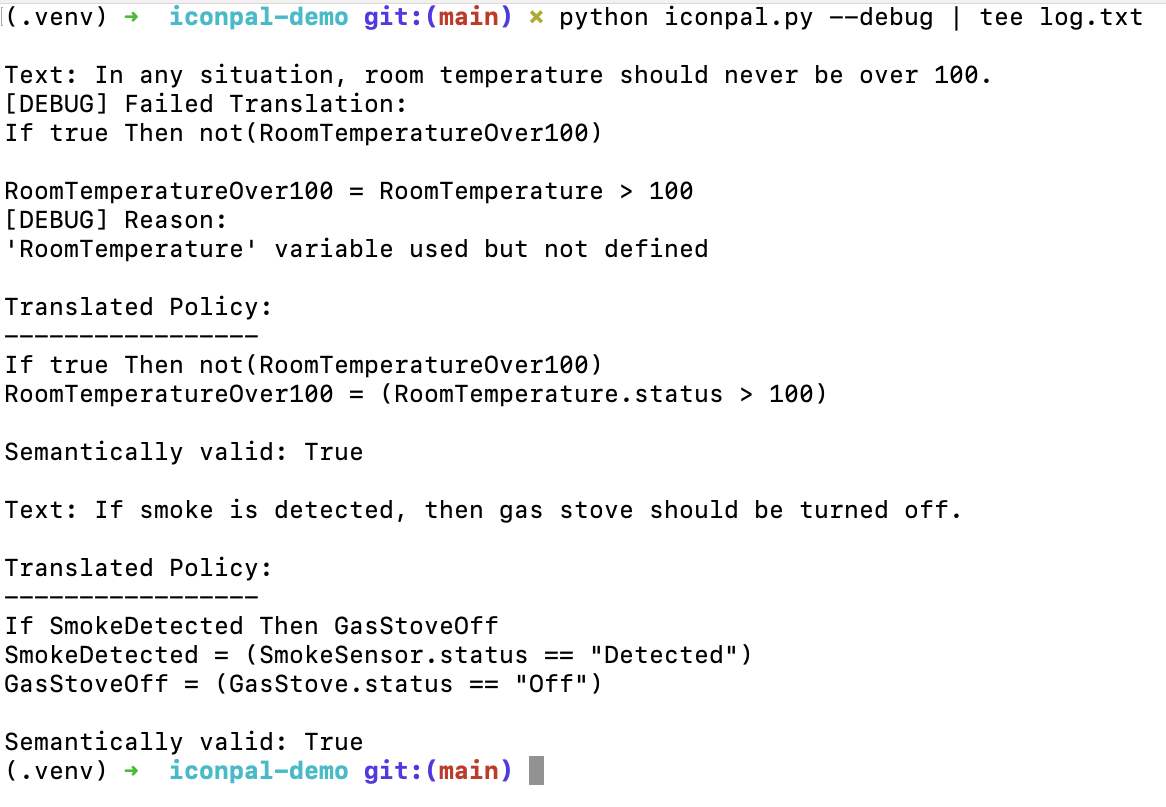 (.venv) ➜  iconpal-demo git:(main) ✗ python iconpal.py --debug | tee log.txt

Text: In any situation, room temperature should never be over 100.
[DEBUG] Failed Translation:
If true Then not(RoomTemperatureOver100)

RoomTemperatureOver100 = RoomTemperature > 100
[DEBUG] Reason:
'RoomTemperature' variable used but not defined

Translated Policy:
-----------------
If true Then not(RoomTemperatureOver100)
RoomTemperatureOver100 = (RoomTemperature.status > 100)

Semantically valid: True

Text: If smoke is detected, then gas stove should be turned off.

Translated Policy:
-----------------
If SmokeDetected Then GasStoveOff
SmokeDetected = (SmokeSensor.status == "Detected")
GasStoveOff = (GasStove.status == "Off")

Semantically valid: True
(.venv) ➜  iconpal-demo git:(main)